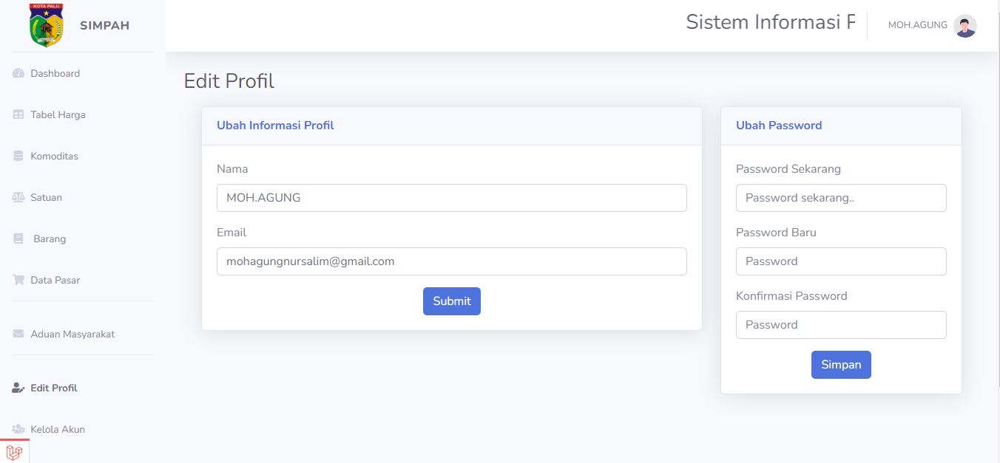 KOTA PALU
SIMPAH
Sistem Informasi
MOH.AGUNG
Dashboard
Tabel Harga
Komoditas
Satuan
Barang
Data Pasar
Aduan Masyarakat
Edit Profil
Kelola Akun
Edit Profil
Ubah Informasi Profil
Nama
MOH.AGUNG
Email
mohagungnursalim@gmail.com
Submit
Ubah Password
Password Sekarang
Password sekarang..
Password Baru
Password
Konfirmasi Password
Password
Simpan